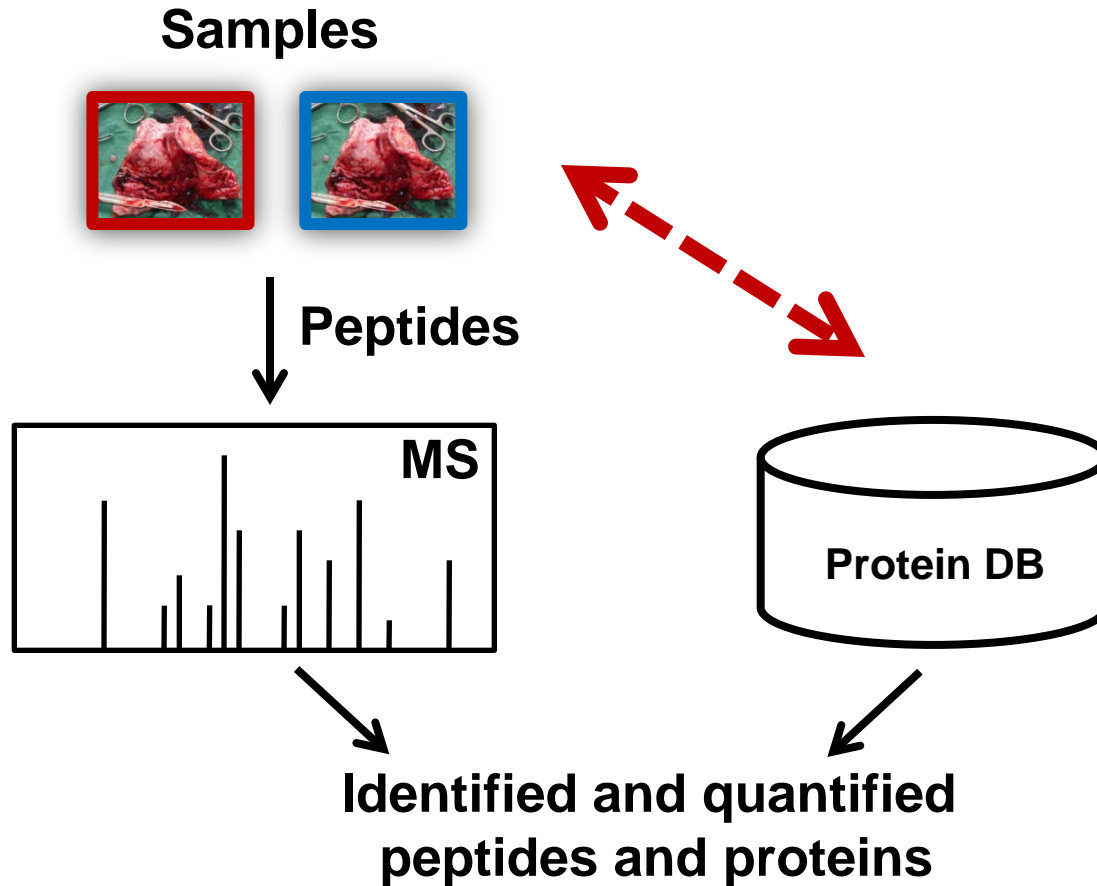 Samples
Peptides
MS
Protein DB
Identified and quantified
peptides and proteins